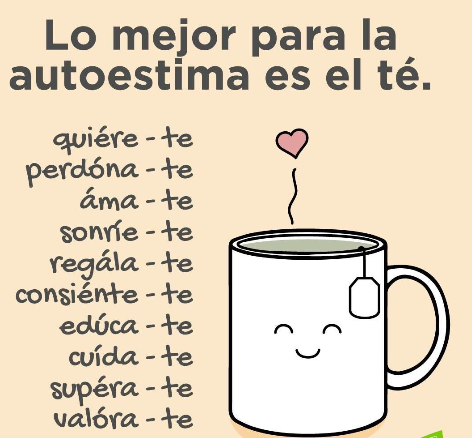 Lo mejor para la
autoestima es el té.
quiére - te
perdóna - te
áma - te
sonríe - te
regála - te
consiénte - te
edúca - te
cuída - te
supéra - te
valóra - te